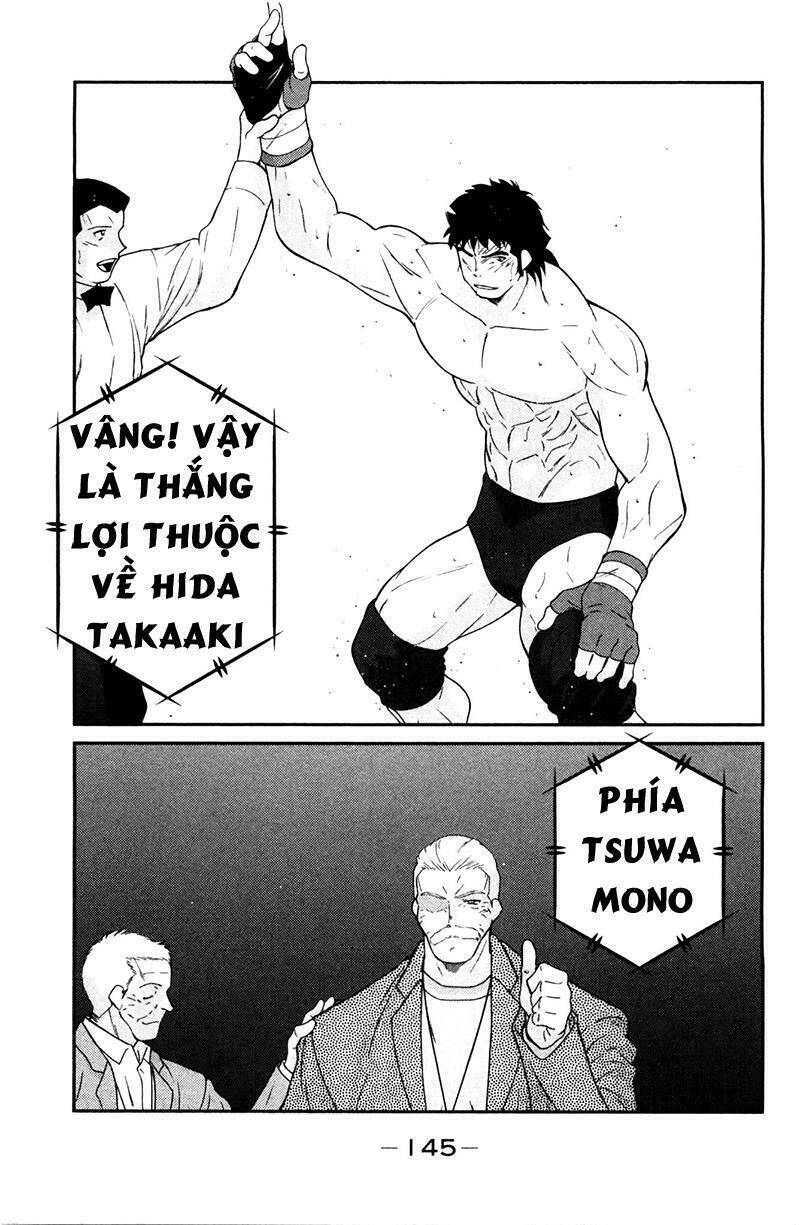 VÂNG! VẬY
LÀ THẮNG
LỢI THUỘC
VỀ HIDA
TAKAAKI
PHÍA
TSUWA
MONO
–145–